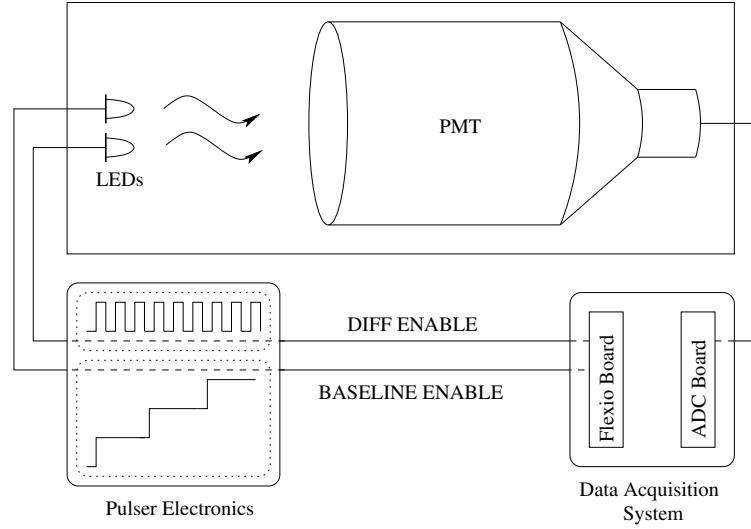 PMT
LEDs
DIFF ENABLE
BASELINE ENABLE
Flexio Board
ADC Board
Pulser Electronics
Data Acquisition
System